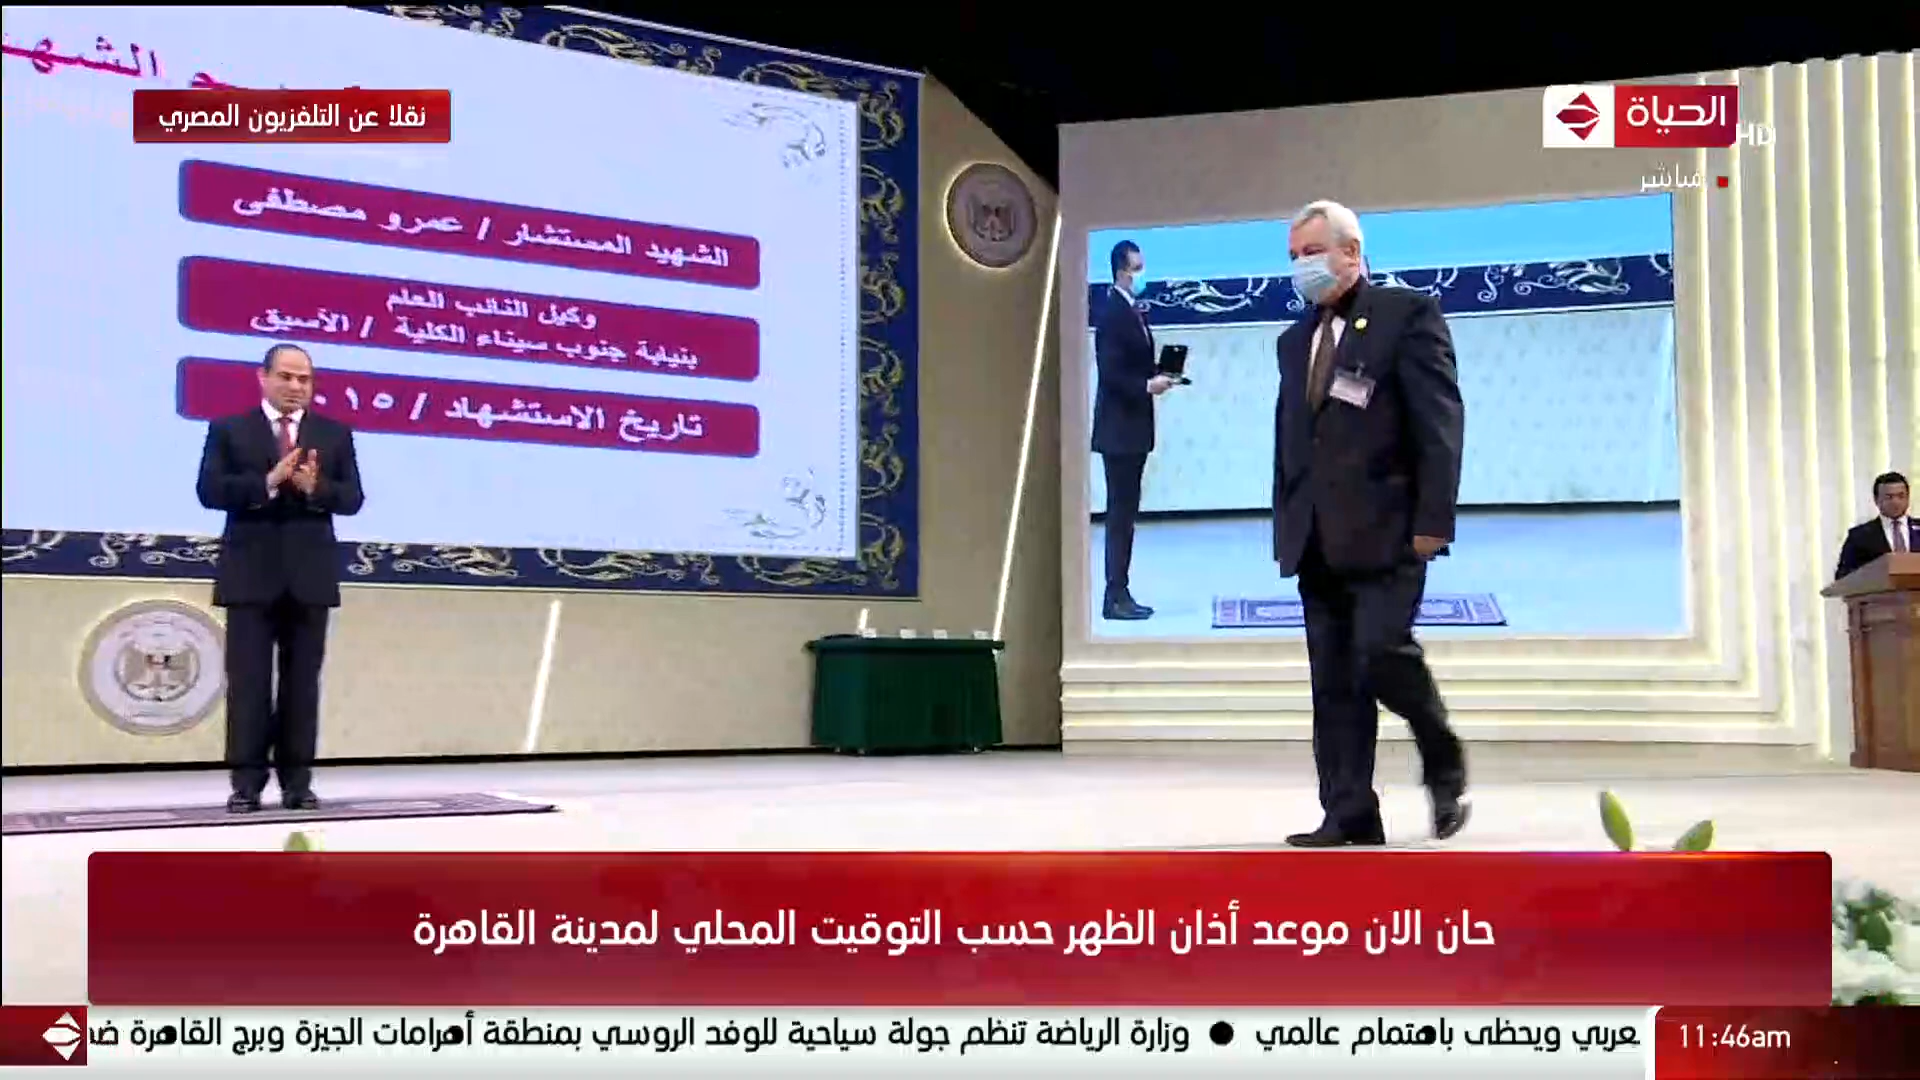 الشهيد
نقلا عن التلفزيون المصري
الحياة
HD
مباشر
الشهيد المستشار / عمرو مصطفى
وكيل النائب العام
بنيابة جنوب سيناء الكلية / الأسبق
تاريخ الاستشهاد /
حان الان موعد أذان الظهر حسب التوقيت المحلي لمدينة القاهرة
ويحظى باهتمام عالمي ● وزارة الرياضة تنظم جولة سياحية للوفد الروسي بمنطقة أهرامات الجيزة وبرج القاهرة
11:46am